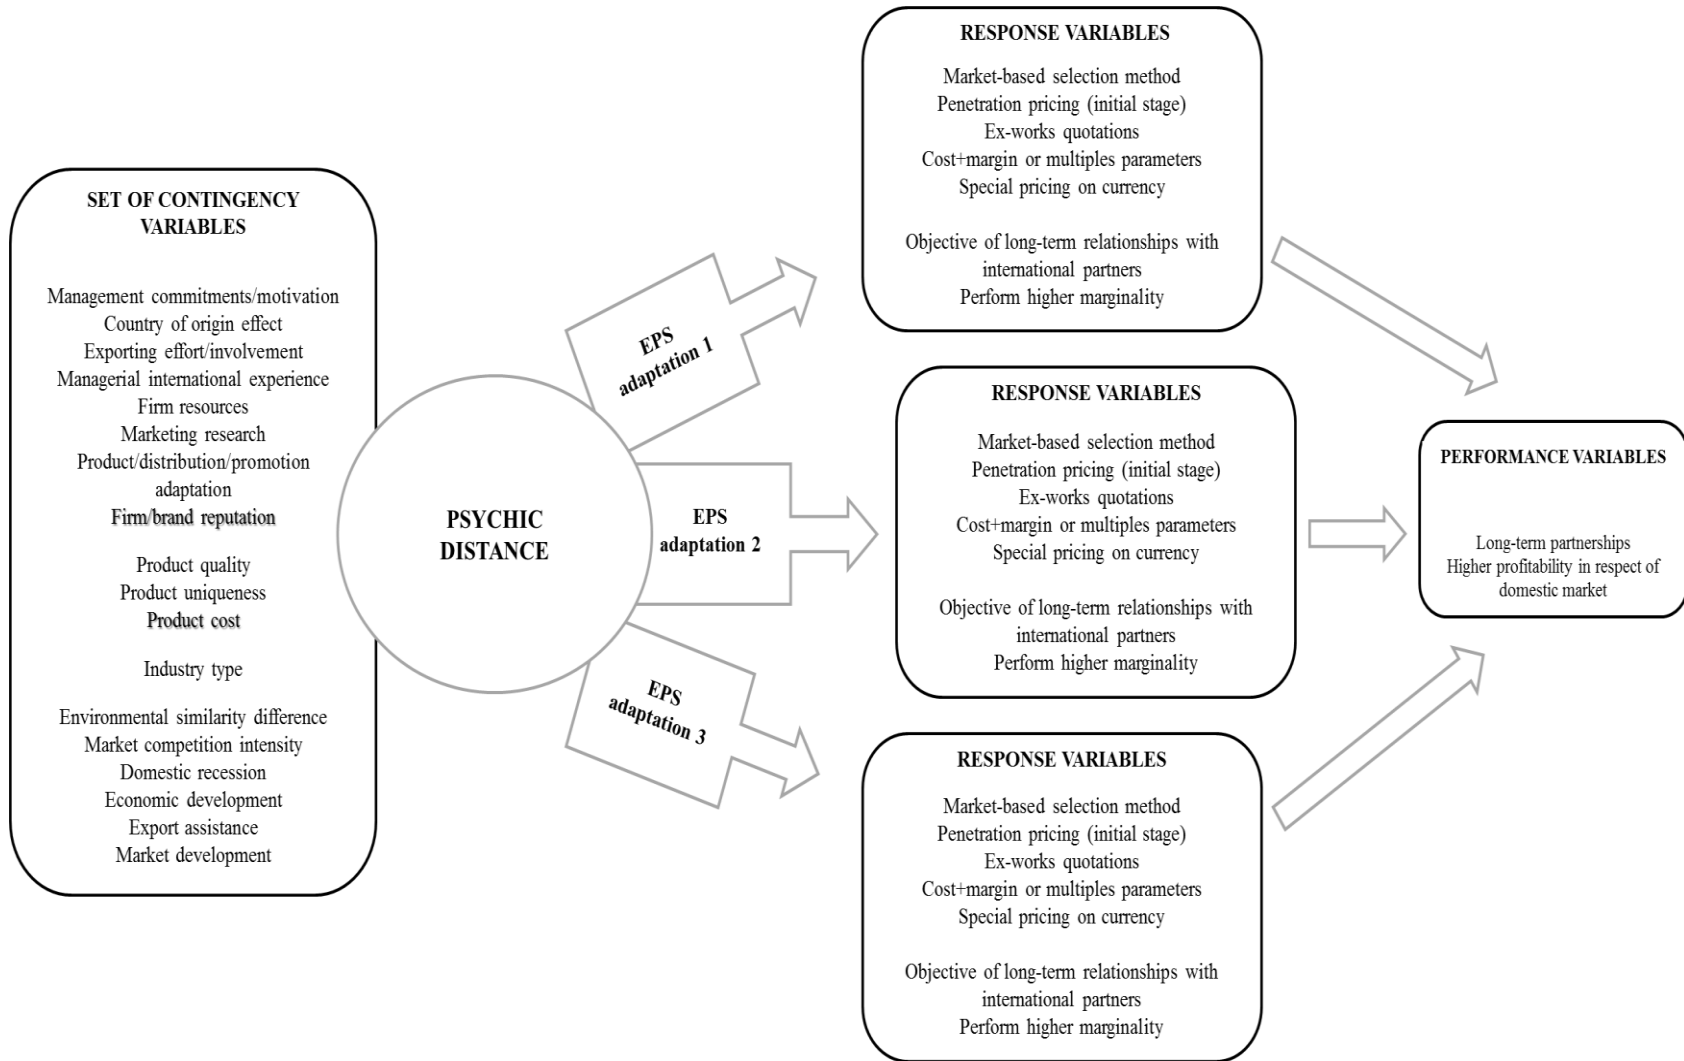 SET OF CONTINGENCY
VARIABLES
Management commitments/motivation
Country of origin effect
Exporting effort/involvement
Managerial international experience
Firm resources
Marketing research
Product/distribution/promotion
adaptation
Firm/brand reputation
Product quality
Product uniqueness
Product cost
Industry type
Environmental similarity difference
Market competition intensity
Domestic recession
Economic development
Export assistance
Market development
PSYCHIC
DISTANCE
EPS
adaptation 1
EPS
adaptation 2
EPS
adaptation 3
RESPONSE VARIABLES
Market-based selection method
Penetration pricing (initial stage)
Ex-works quotations
Cost+margin or multiples parameters
Special pricing on currency
Objective of long-term relationships with
international partners
Perform higher marginality
RESPONSE VARIABLES
Market-based selection method
Penetration pricing (initial stage)
Ex-works quotations
Cost+margin or multiples parameters
Special pricing on currency
Objective of long-term relationships with
international partners
Perform higher marginality
RESPONSE VARIABLES
Market-based selection method
Penetration pricing (initial stage)
Ex-works quotations
Cost+margin or multiples parameters
Special pricing on currency
Objective of long-term relationships with
international partners
Perform higher marginality
PERFORMANCE VARIABLES
Long-term partnerships
Higher profitability in respect of
domestic market